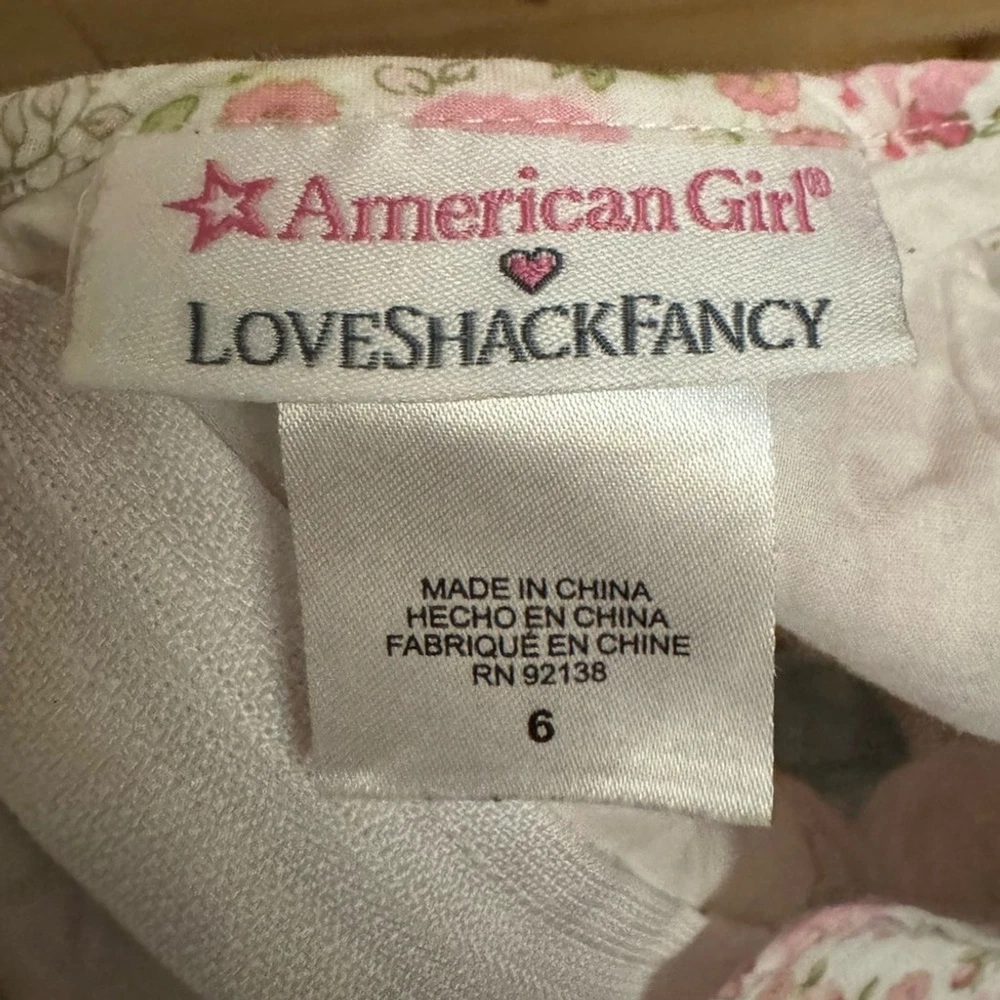 American Girl®
LOVESHACKFANCY
MADE IN CHINA
HECHO EN CHINA
FABRIQUÉ EN CHINE
RN 92138
6